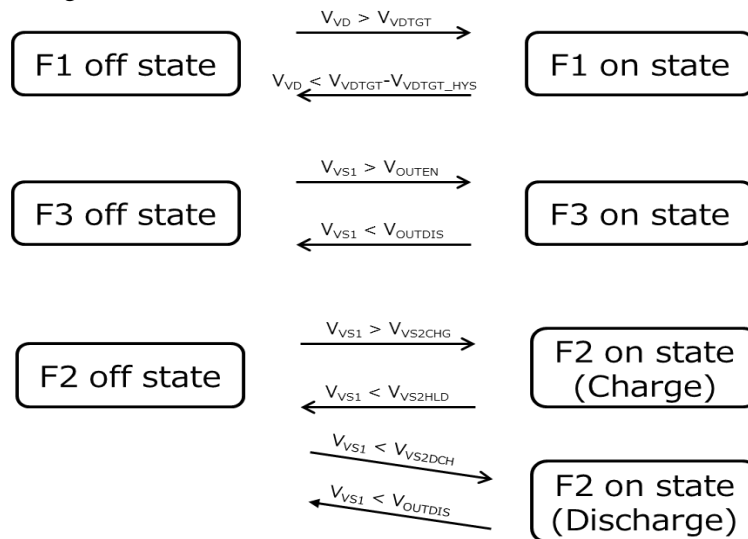 V_VD > V_VDTGT
F1 off state
F1 on state
V_VD < V_VDTGT-V_VDTGT_HYS
V_VS1 > V_OUTEN
F3 off state
F3 on state
V_VS1 < V_OUTDIS
V_VS1 > V_VS2CHG
F2 off state
F2 on state
(Charge)
V_VS1 < V_VS2HLD
V_VS1 < V_VS2DCH
F2 on state
(Discharge)
V_VS1 < V_OUTDIS